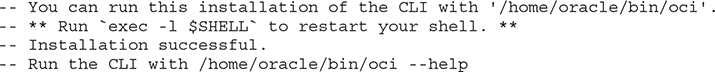 -- You can run this installation of the CLI with '/home/oracle/bin/oci'.
-- ** Run `exec -l $SHELL` to restart your shell. **
-- Installation successful.
-- Run the CLI with /home/oracle/bin/oci --help